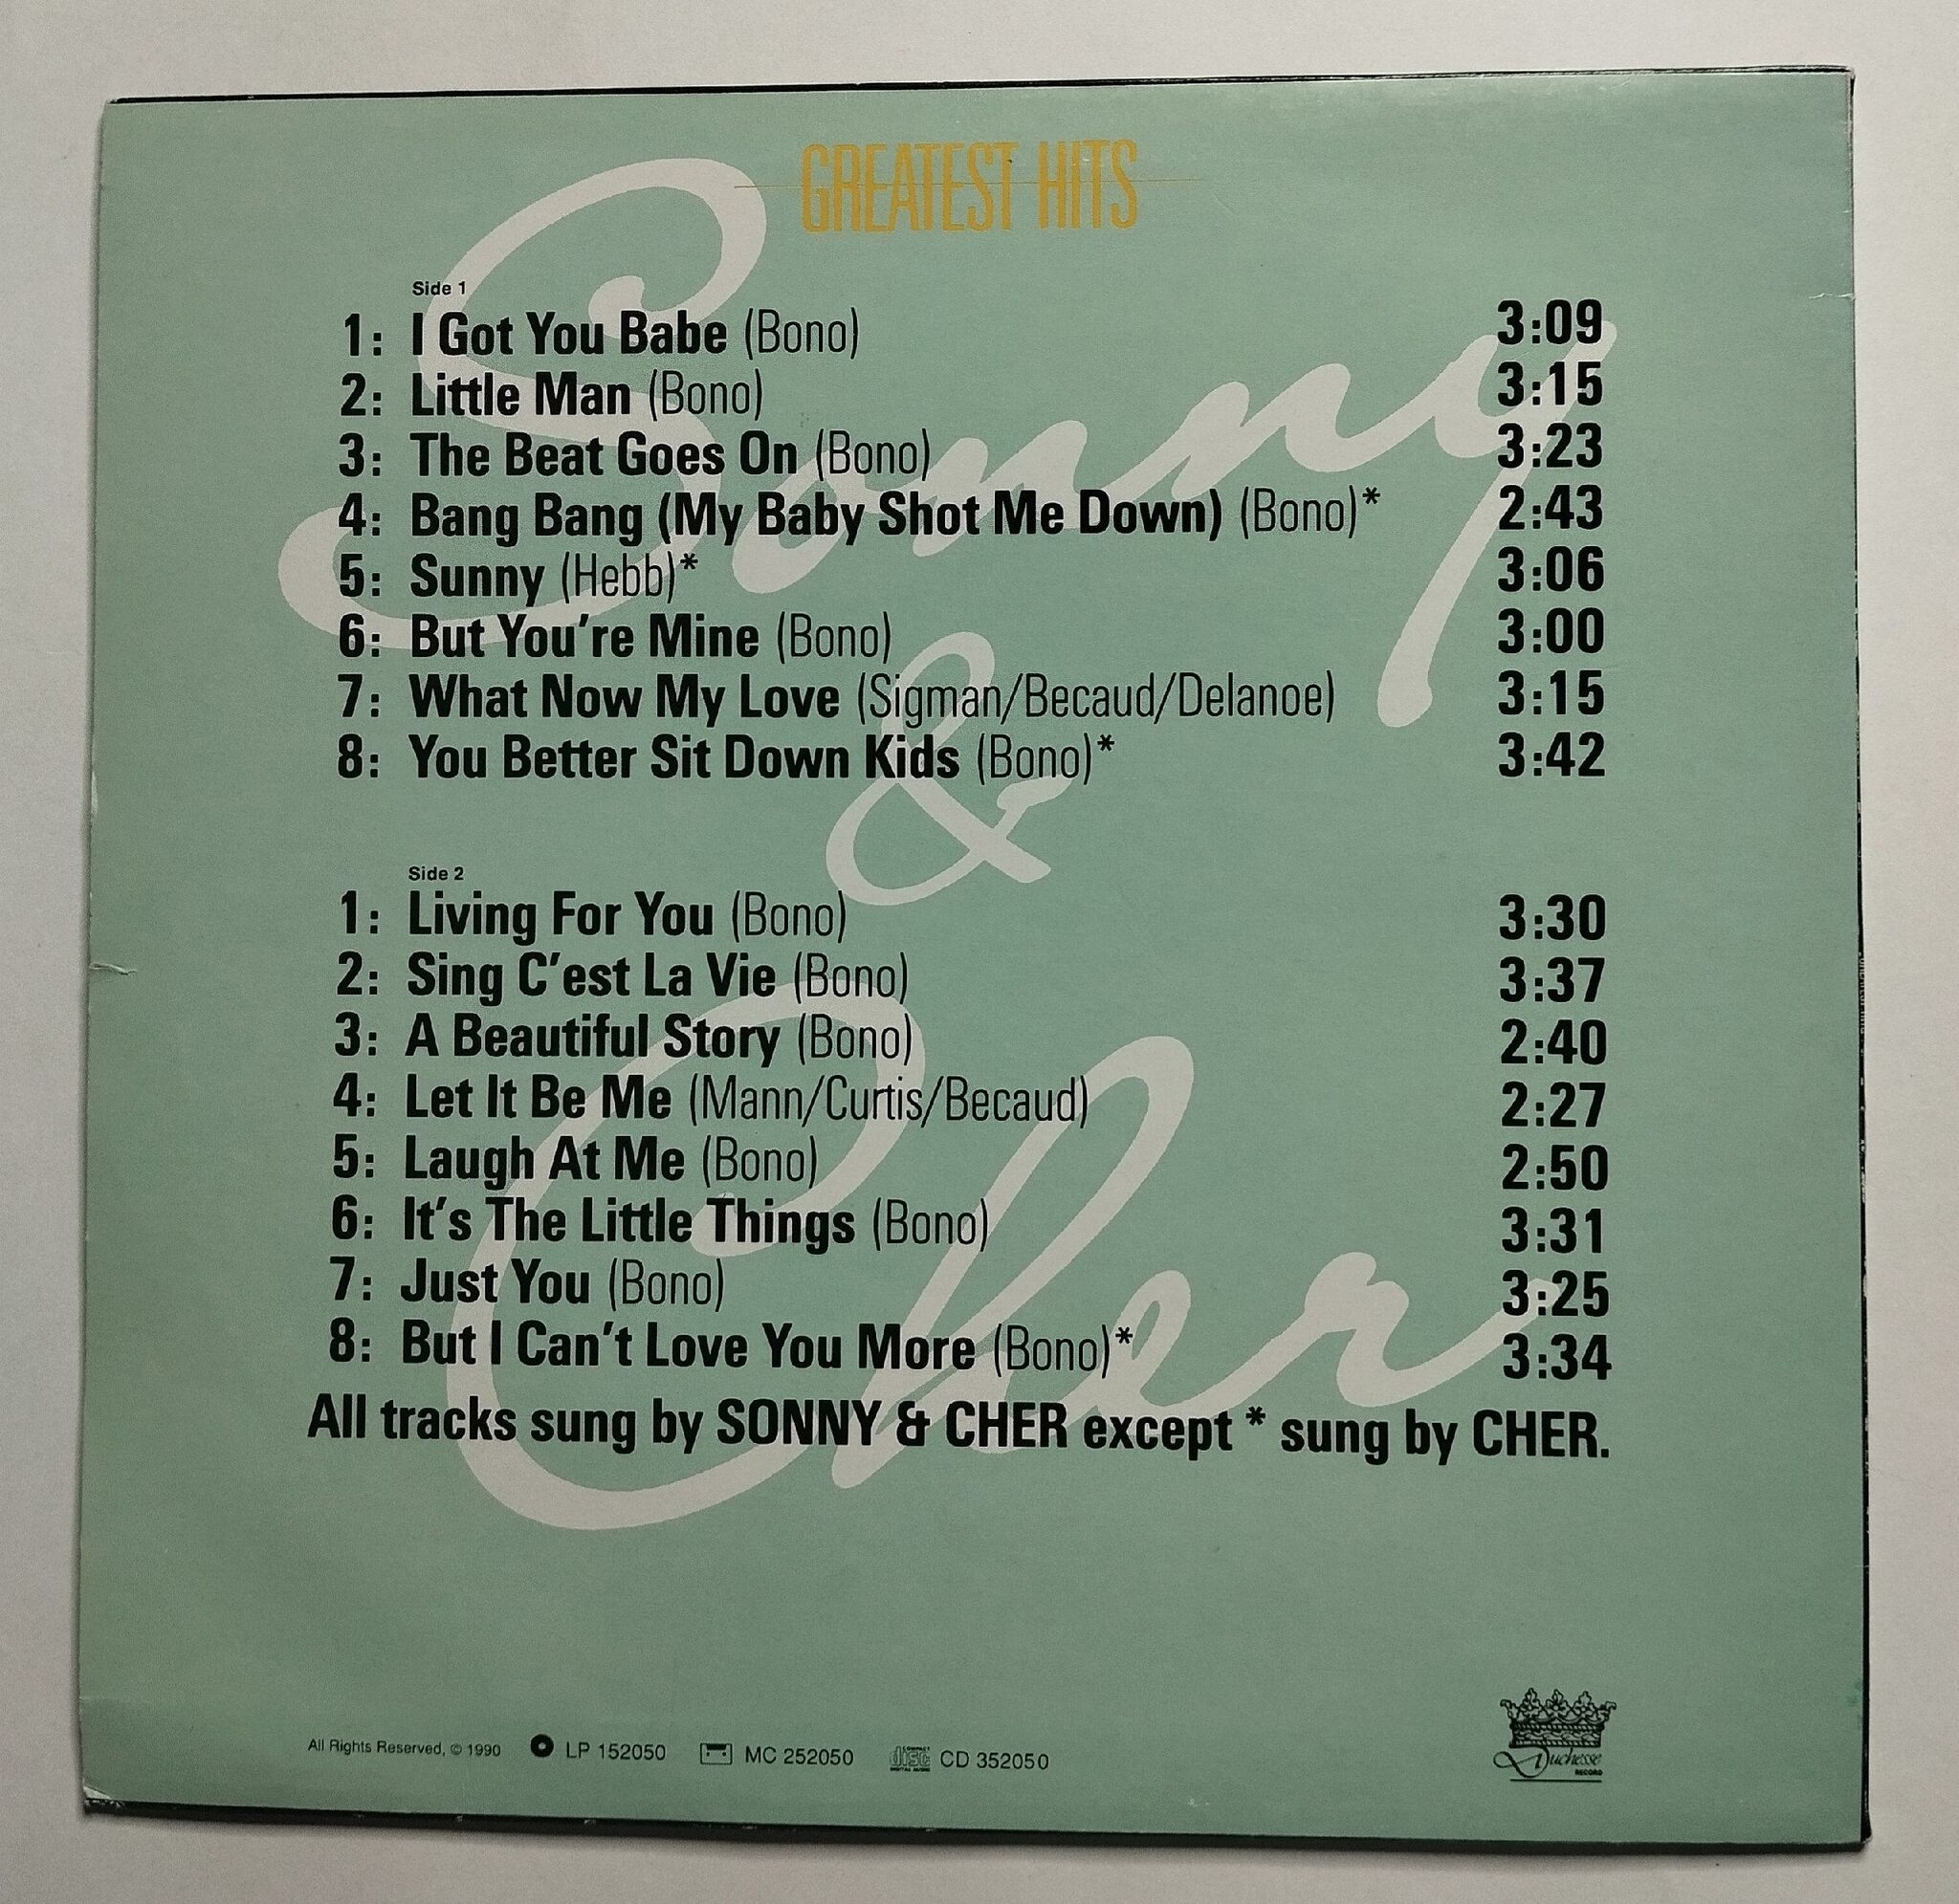 GREATEST HITS
Sonny
&
Cher
Side 1
1: I Got You Babe (Bono) 3:09
2: Little Man (Bono) 3:15
3: The Beat Goes On (Bono) 3:23
4: Bang Bang (My Baby Shot Me Down) (Bono)* 2:43
5: Sunny (Hebb)* 3:06
6: But You're Mine (Bono) 3:00
7: What Now My Love (Sigman/Becaud/Delanoe) 3:15
8: You Better Sit Down Kids (Bono)* 3:42
Side 2
1: Living For You (Bono) 3:30
2: Sing C'est La Vie (Bono) 3:37
3: A Beautiful Story (Bono) 2:40
4: Let It Be Me (Mann/Curtis/Becaud) 2:27
5: Laugh At Me (Bono) 2:50
6: It's The Little Things (Bono) 3:31
7: Just You (Bono) 3:25
8: But I Can't Love You More (Bono)* 3:34
All tracks sung by SONNY & CHER except * sung by CHER.
All Rights Reserved, © 1990 LP 152050 MC 252050 COMPACT disc DIGITAL AUDIO CD 352050
Duchesse
RECORD